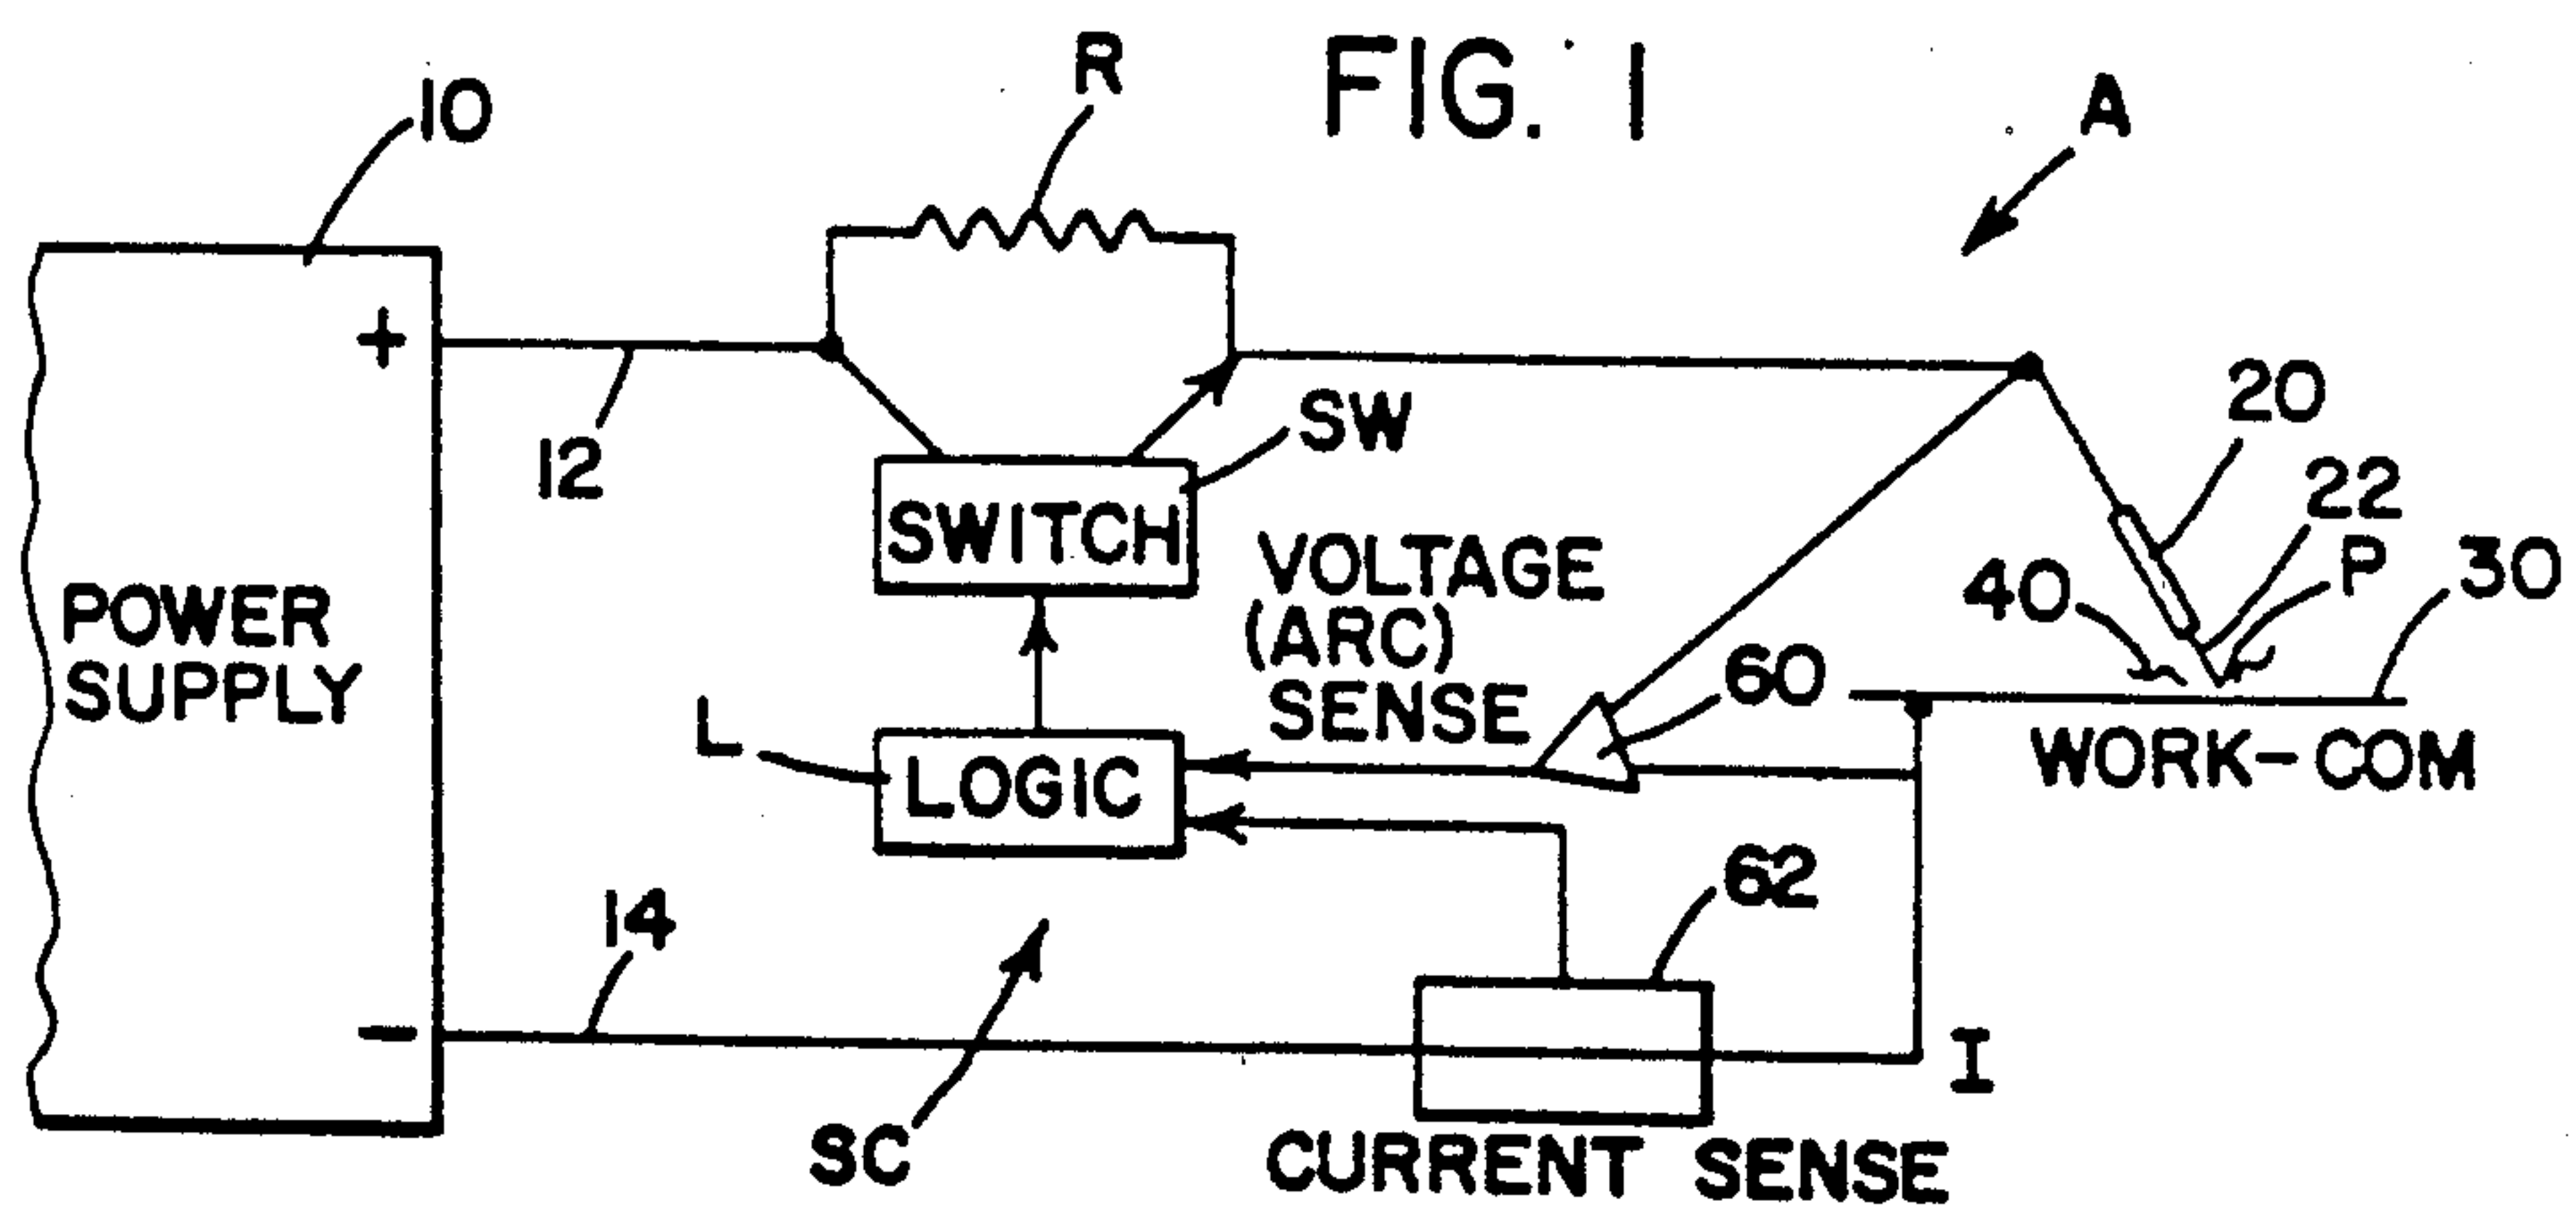 FIG. 1
R
A
10
+
12
SW
20
22
P
30
40
SWITCH
VOLTAGE
(ARC)
SENSE
60
POWER
SUPPLY
L
LOGIC
WORK-COM
62
14
-
I
SC
CURRENT SENSE